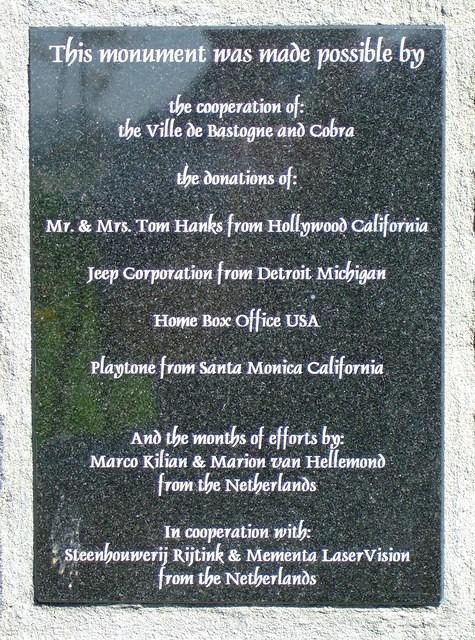 This monument was made possible by
the cooperation of:
the Ville de Bastogne and Cobra
the donations of:
Mr. & Mrs. Tom Hanks from Hollywood California
Jeep Corporation from Detroit Michigan
Home Box Office USA
Playtone from Santa Monica California
And the months of efforts by:
Marco Kilian & Marion van Hellemond
from the Netherlands
In cooperation with:
Steenhouwerij Rijtink & Mementa LaserVision
from the Netherlands